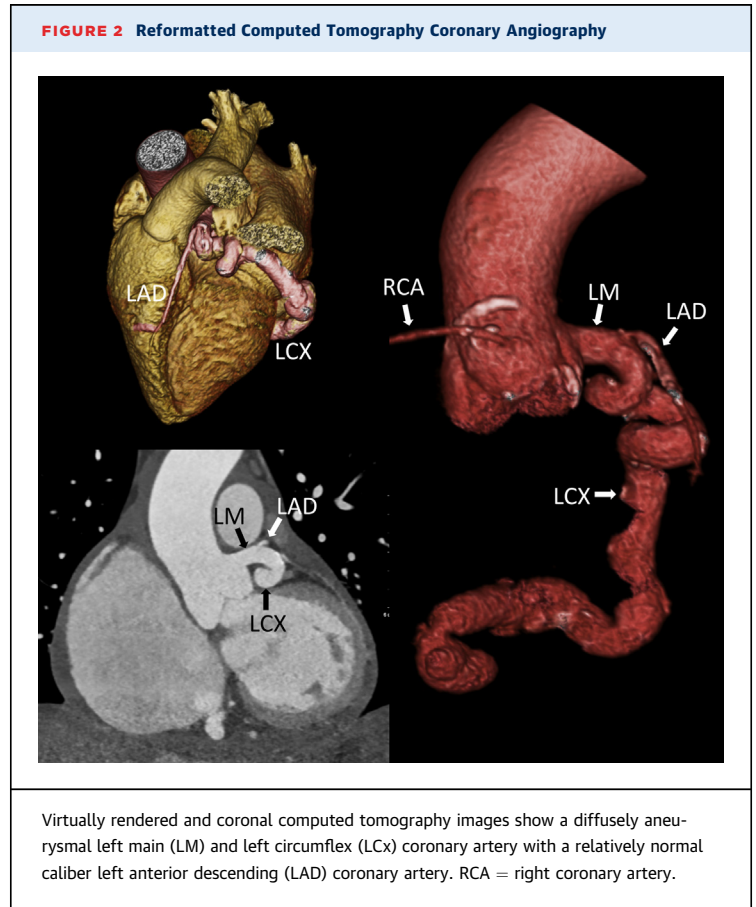 FIGURE 2 Reformatted Computed Tomography Coronary Angiography
LAD
LCX
RCA
LM
LAD
LCX
LM
LAD
LCX
Virtually rendered and coronal computed tomography images show a diffusely aneu-
rysmal left main (LM) and left circumflex (LCx) coronary artery with a relatively normal
caliber left anterior descending (LAD) coronary artery. RCA = right coronary artery.